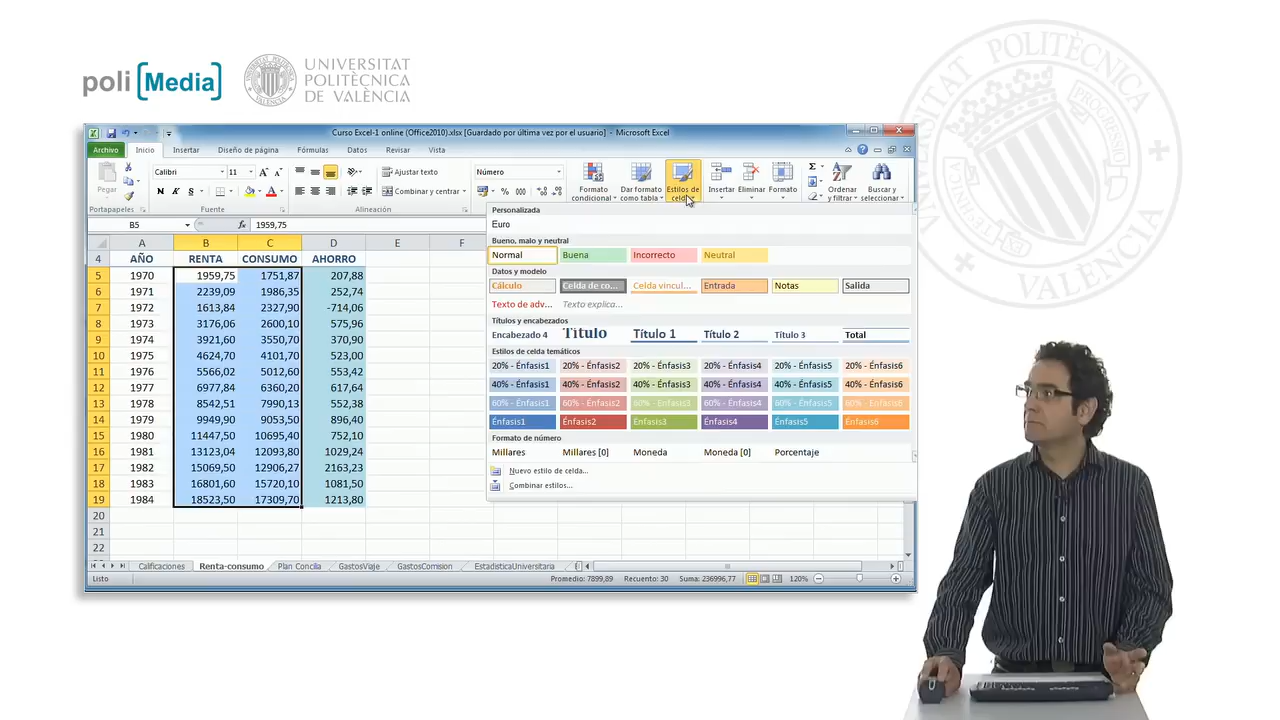 poli [Media]
UNIVERSITAT
POLITÈCNICA
DE VALÈNCIA
UNIVERSITAT POLITÈCNICA DE VALÈNCIA
Curso Excel-1 online (Office2010).xlsx [Guardado por última vez por el usuario] - Microsoft Excel
Archivo Inicio Insertar Diseño de página Fórmulas Datos Revisar Vista
Pegar
Calibri 11
N K S
Ajustar texto
Combinar y centrar
Número
% 000
Formato condicional
Dar formato como tabla
Estilos de celda
Insertar
Eliminar
Formato
Ordenar y filtrar
Buscar y seleccionar
Portapapeles Fuente Alineación
B5 fx 1959,75
A B C D E F
4 AÑO RENTA CONSUMO AHORRO
5 1970 1959,75 1751,87 207,88
6 1971 2239,09 1986,35 252,74
7 1972 1613,84 2327,90 -714,06
8 1973 3176,06 2600,10 575,96
9 1974 3921,60 3550,70 370,90
10 1975 4624,70 4101,70 523,00
11 1976 5566,02 5012,60 553,42
12 1977 6977,84 6360,20 617,64
13 1978 8542,51 7990,13 552,38
14 1979 9949,90 9053,50 896,40
15 1980 11447,50 10695,40 752,10
16 1981 13123,04 12093,80 1029,24
17 1982 15069,50 12906,27 2163,23
18 1983 16801,60 15720,10 1081,50
19 1984 18523,50 17309,70 1213,80
20
21
22
Personalizada
Euro
Bueno, malo y neutral
Normal Buena Incorrecto Neutral
Datos y modelo
Cálculo Celda de co... Celda vincul... Entrada Notas Salida
Texto de adv... Texto explica...
Títulos y encabezados
Encabezado 4 Título Título 1 Título 2 Título 3 Total
Estilos de celda temáticos
20% - Énfasis1 20% - Énfasis2 20% - Énfasis3 20% - Énfasis4 20% - Énfasis5 20% - Énfasis6
40% - Énfasis1 40% - Énfasis2 40% - Énfasis3 40% - Énfasis4 40% - Énfasis5 40% - Énfasis6
60% - Énfasis1 60% - Énfasis2 60% - Énfasis3 60% - Énfasis4 60% - Énfasis5 60% - Énfasis6
Énfasis1 Énfasis2 Énfasis3 Énfasis4 Énfasis5 Énfasis6
Formato de número
Millares Millares [0] Moneda Moneda [0] Porcentaje
Nuevo estilo de celda...
Combinar estilos...
Calificaciones Renta-consumo Plan Concilia GastosViaje GastosComision EstadisticaUniversitaria
Listo Promedio: 7899,89 Recuento: 30 Suma: 236996,77 120%